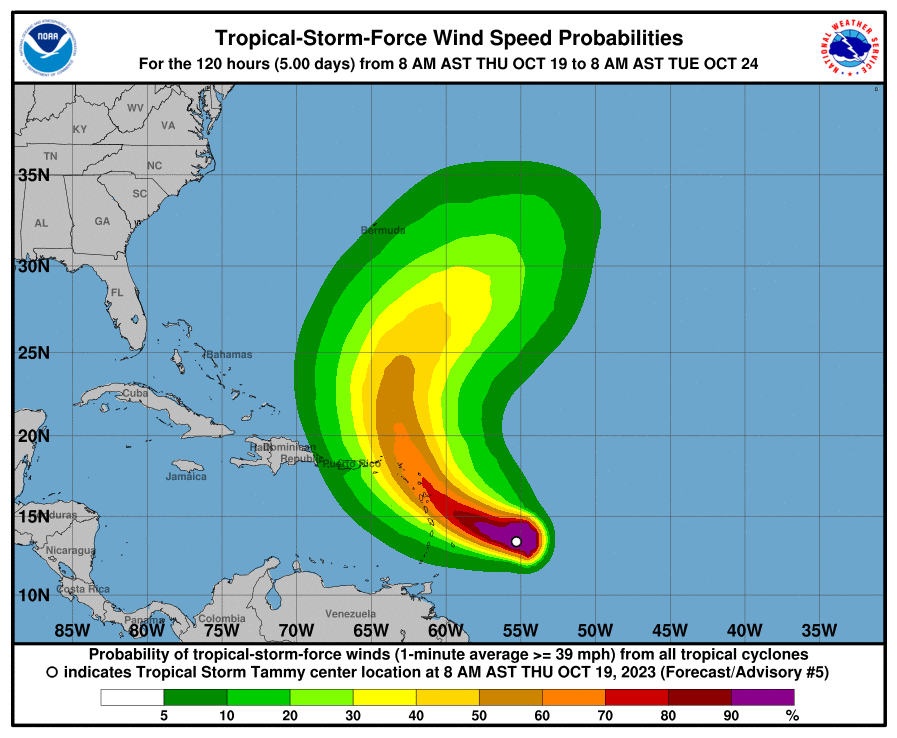 NOAA
Tropical-Storm-Force Wind Speed Probabilities
For the 120 hours (5.00 days) from 8 AM AST THU OCT 19 to 8 AM AST TUE OCT 24
NATIONAL WEATHER SERVICE
WV
KY
VA
TN
NC
35N
SC
AL
GA
Bermuda
30N
FL
25N
Bahamas
Cuba
20N
Dominican
Republic
Puerto Rico
Jamaica
15N
Nicaragua
Costa Rica
10N
Panama
Colombia
Venezuela
85W 80W 75W 70W 65W 60W 55W 50W 45W 40W 35W
Probability of tropical-storm-force winds (1-minute average >= 39 mph) from all tropical cyclones
indicates Tropical Storm Tammy center location at 8 AM AST THU OCT 19, 2023 (Forecast/Advisory #5)
5 10 20 30 40 50 60 70 80 90 %